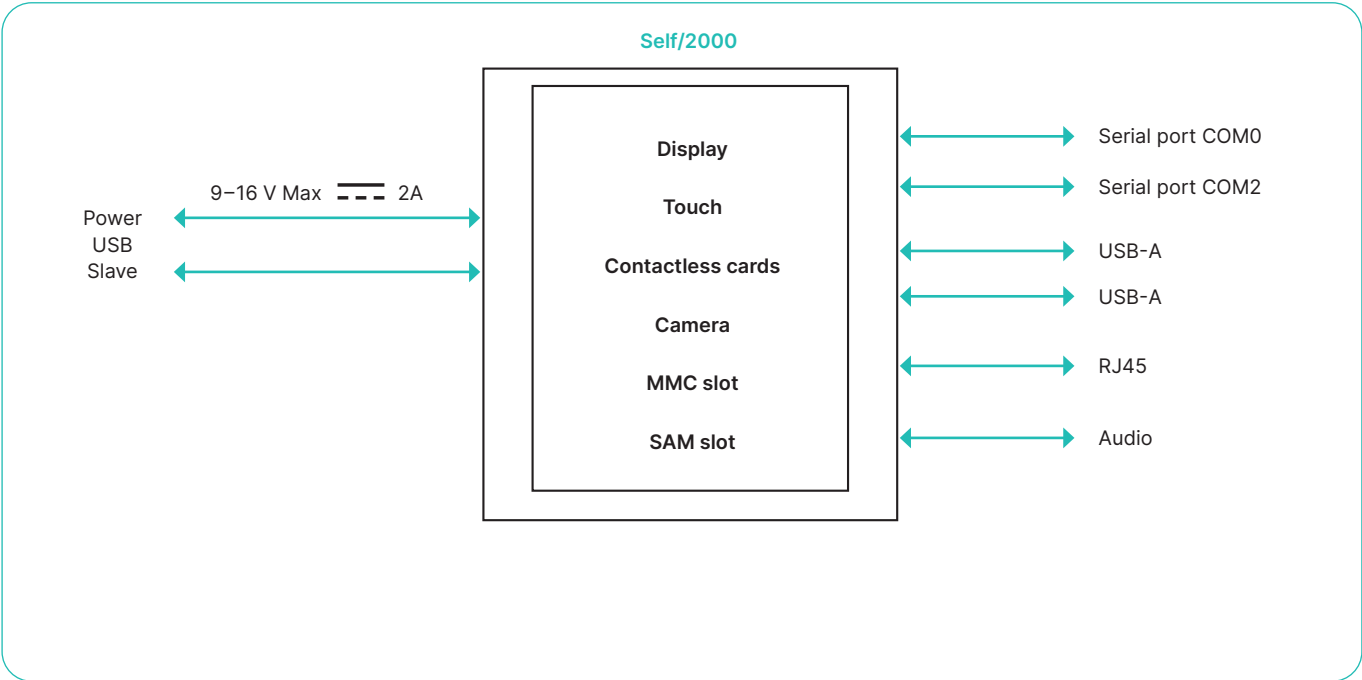 Self/2000
9–16 V Max 2A
Power
USB
Slave
Display
Touch
Contactless cards
Camera
MMC slot
SAM slot
Serial port COM0
Serial port COM2
USB-A
USB-A
RJ45
Audio